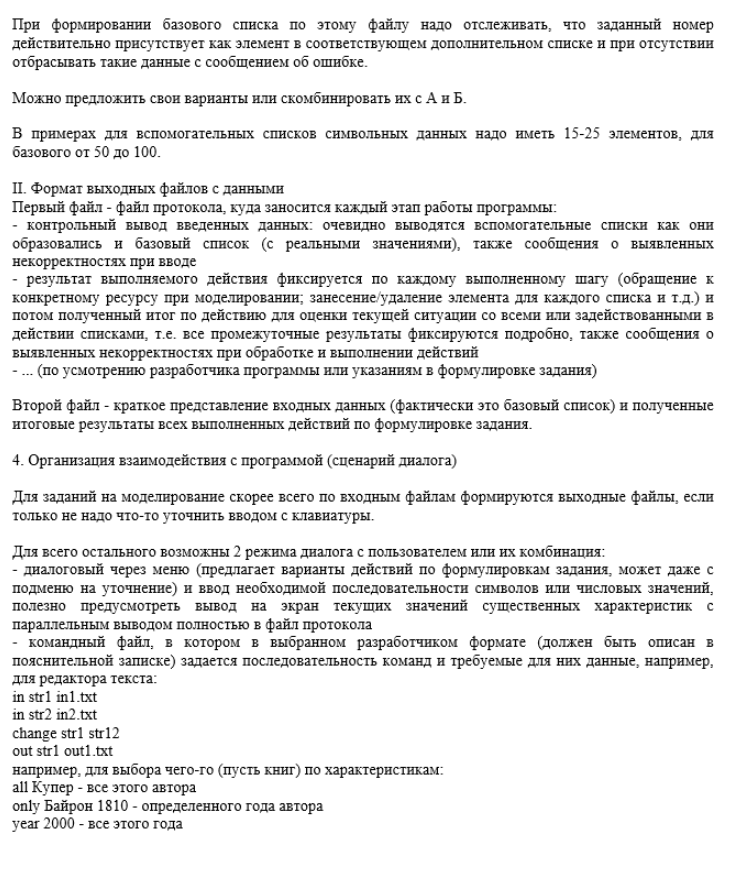 При формировании базового списка по этому файлу надо отслеживать, что заданный номер
действительно присутствует как элемент в соответствующем дополнительном списке и при отсутствии
отбрасывать такие данные с сообщением об ошибке.
Можно предложить свои варианты или скомбинировать их с А и Б.
В примерах для вспомогательных списков символьных данных надо иметь 15-25 элементов, для
базового от 50 до 100.
II. Формат выходных файлов с данными
Первый файл - файл протокола, куда заносится каждый этап работы программы:
- контрольный вывод введенных данных: очевидно выводятся вспомогательные списки как они
образовались и базовый список (с реальными значениями), также сообщения о выявленных
некорректностях при вводе
- результат выполняемого действия фиксируется по каждому выполненному шагу (обращение к
конкретному ресурсу при моделировании; занесение/удаление элемента для каждого списка и т.д.) и
потом полученный итог по действию для оценки текущей ситуации со всеми или задействованными в
действии списками, т.е. все промежуточные результаты фиксируются подробно, также сообщения о
выявленных некорректностях при обработке и выполнении действий
- ... (по усмотрению разработчика программы или указаниям в формулировке задания)
Второй файл - краткое представление входных данных (фактически это базовый список) и полученные
итоговые результаты всех выполненных действий по формулировке задания.
4. Организация взаимодействия с программой (сценарий диалога)
Для заданий на моделирование скорее всего по входным файлам формируются выходные файлы, если
только не надо что-то уточнить вводом с клавиатуры.
Для всего остального возможны 2 режима диалога с пользователем или их комбинация:
- диалоговый через меню (предлагает варианты действий по формулировкам задания, может даже с
подменю на уточнение) и ввод необходимой последовательности символов или числовых значений,
полезно предусмотреть вывод на экран текущих значений существенных характеристик с
параллельным выводом полностью в файл протокола
- командный файл, в котором в выбранном разработчиком формате (должен быть описан в
пояснительной записке) задается последовательность команд и требуемые для них данные, например,
для редактора текста:
in str1 in1.txt
in str2 in2.txt
change str1 str12
out str1 out1.txt
например, для выбора чего-го (пусть книг) по характеристикам:
all Купер - все этого автора
only Байрон 1810 - определенного года автора
year 2000 - все этого года